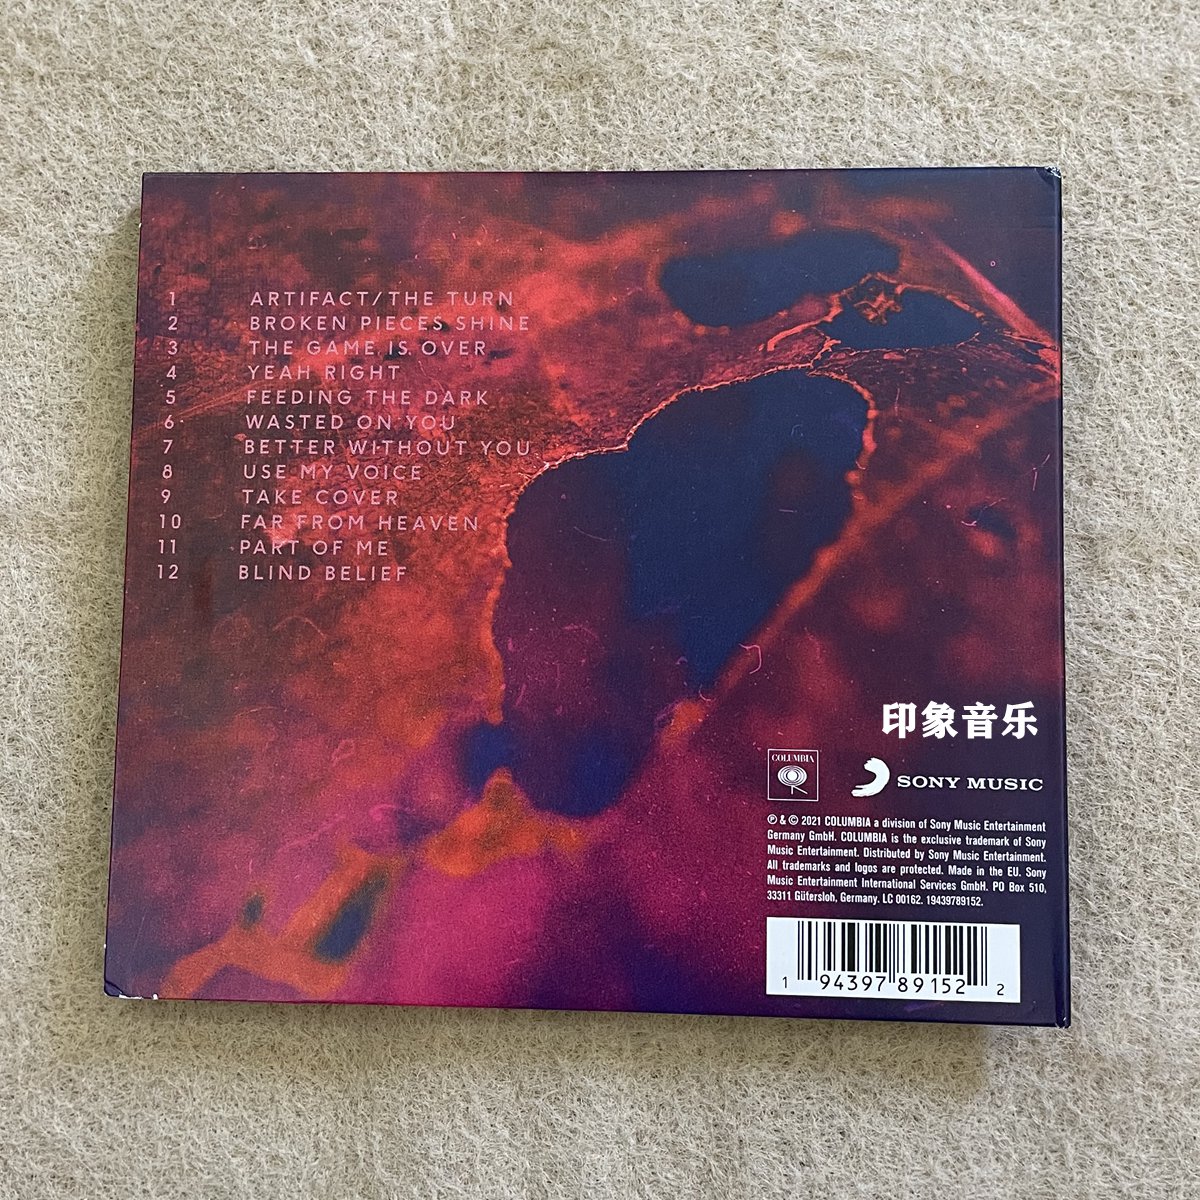 1 ARTIFACT/THE TURN
2 BROKEN PIECES SHINE
3 THE GAME IS OVER
4 YEAH RIGHT
5 FEEDING THE DARK
6 WASTED ON YOU
7 BETTER WITHOUT YOU
8 USE MY VOICE
9 TAKE COVER
10 FAR FROM HEAVEN
11 PART OF ME
12 BLIND BELIEF
印象音乐
COLUMBIA
SONY MUSIC
℗ & © 2021 COLUMBIA a division of Sony Music Entertainment
Germany GmbH. COLUMBIA is the exclusive trademark of Sony
Music Entertainment. Distributed by Sony Music Entertainment.
All trademarks and logos are protected. Made in the EU. Sony
Music Entertainment International Services GmbH. PO Box 510,
33311 Gütersloh, Germany. LC 00162. 19439789152.
1 94397 89152 2